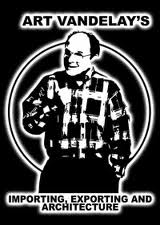 ART VANDELAY'S
IMPORTING, EXPORTING AND
ARCHITECTURE